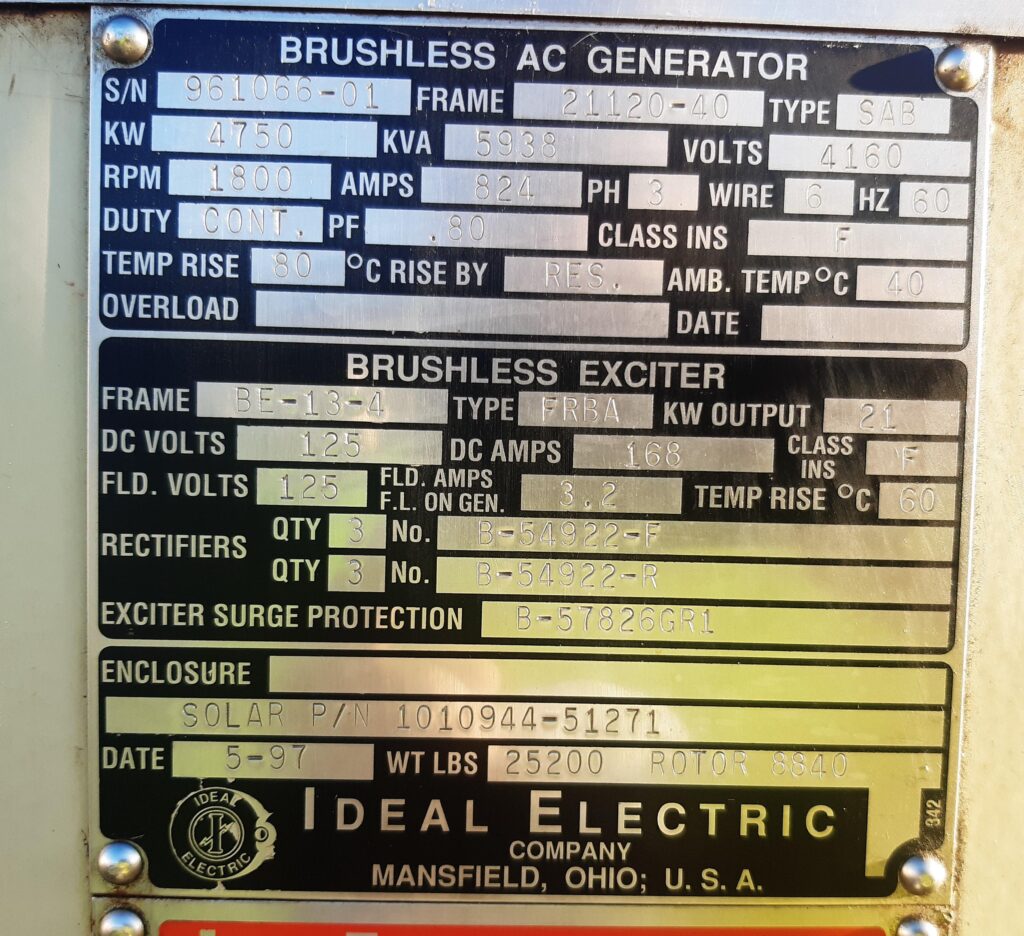 BRUSHLESS AC GENERATOR
S/N 961066-01 FRAME 21120-40 TYPE SAB
KW 4750 KVA 5938 VOLTS 4160
RPM 1800 AMPS 824 PH 3 WIRE 6 HZ 60
DUTY CONT. PF .80 CLASS INS F
TEMP RISE 80 °C RISE BY RES. AMB. TEMP °C 40
OVERLOAD DATE
BRUSHLESS EXCITER
FRAME BE-13-4 TYPE FRBA KW OUTPUT 21
DC VOLTS 125 DC AMPS 168 CLASS INS F
FLD. VOLTS 125 FLD. AMPS F.L. ON GEN. 3.2 TEMP RISE °C 60
RECTIFIERS QTY 3 No. B-54922-F
QTY 3 No. B-54922-R
EXCITER SURGE PROTECTION B-57826GR1
ENCLOSURE
SOLAR P/N 1010944-51271
DATE 5-97 WT LBS 25200 ROTOR 8840
IDEAL ELECTRIC
IDEAL ELECTRIC
COMPANY
MANSFIELD, OHIO; U.S.A.
342